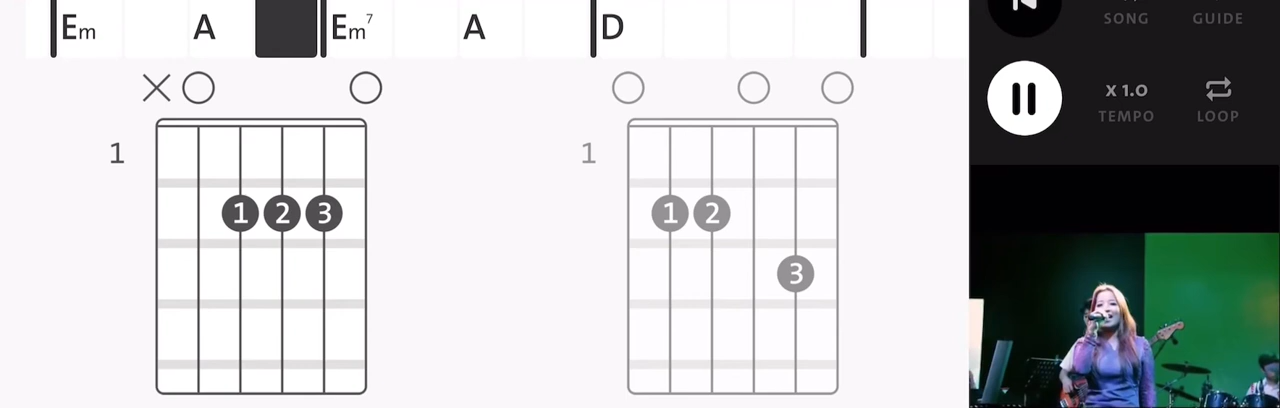 Em A Em7 A D
SONG GUIDE
1 1
x 1.0
TEMPO LOOP
1 2 3 1 2
3